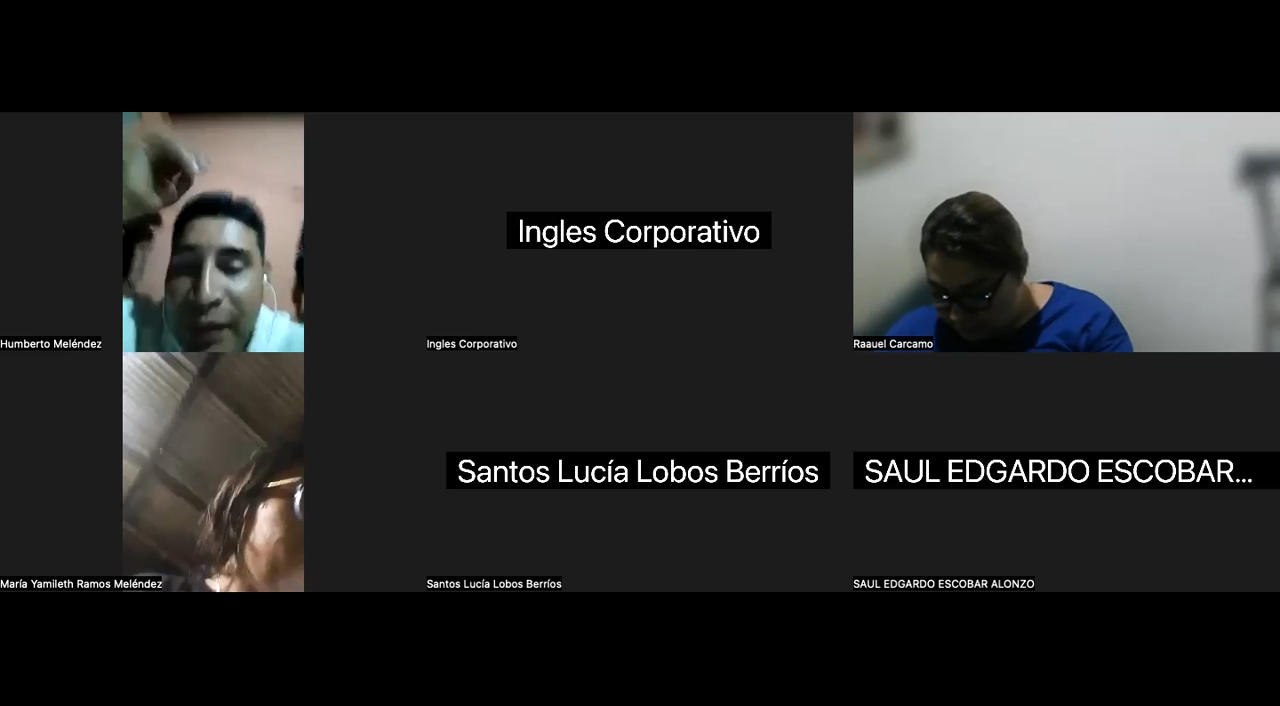 Ingles Corporativo
Humberto Meléndez
Ingles Corporativo
Raquel Carcamo
Santos Lucía Lobos Berríos
SAUL EDGARDO ESCOBAR...
María Yamileth Ramos Meléndez
Santos Lucía Lobos Berríos
SAUL EDGARDO ESCOBAR ALONZO